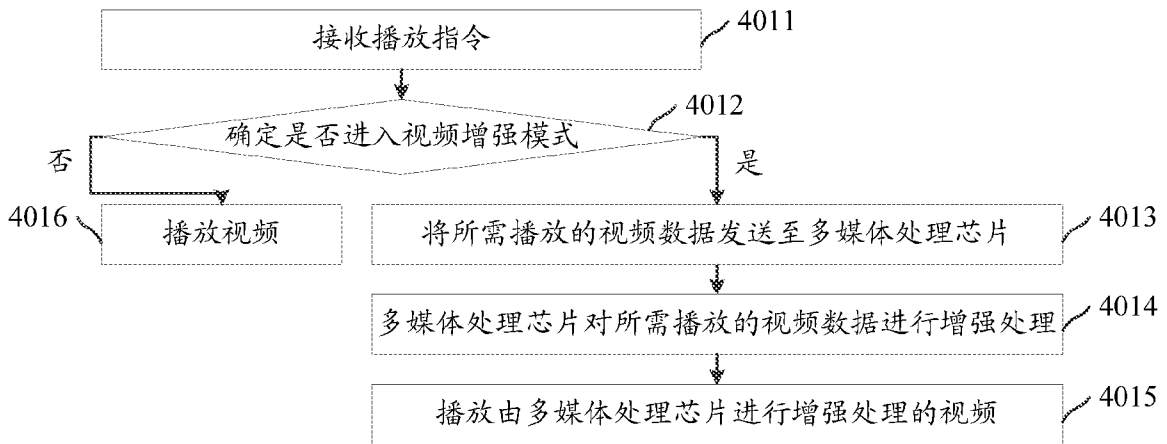 接收播放指令
4011
确定是否进入视频增强模式
4012
否
是
4016
播放视频
将所需播放的视频数据发送至多媒体处理芯片
4013
多媒体处理芯片对所需播放的视频数据进行增强处理
4014
播放由多媒体处理芯片进行增强处理的视频
4015